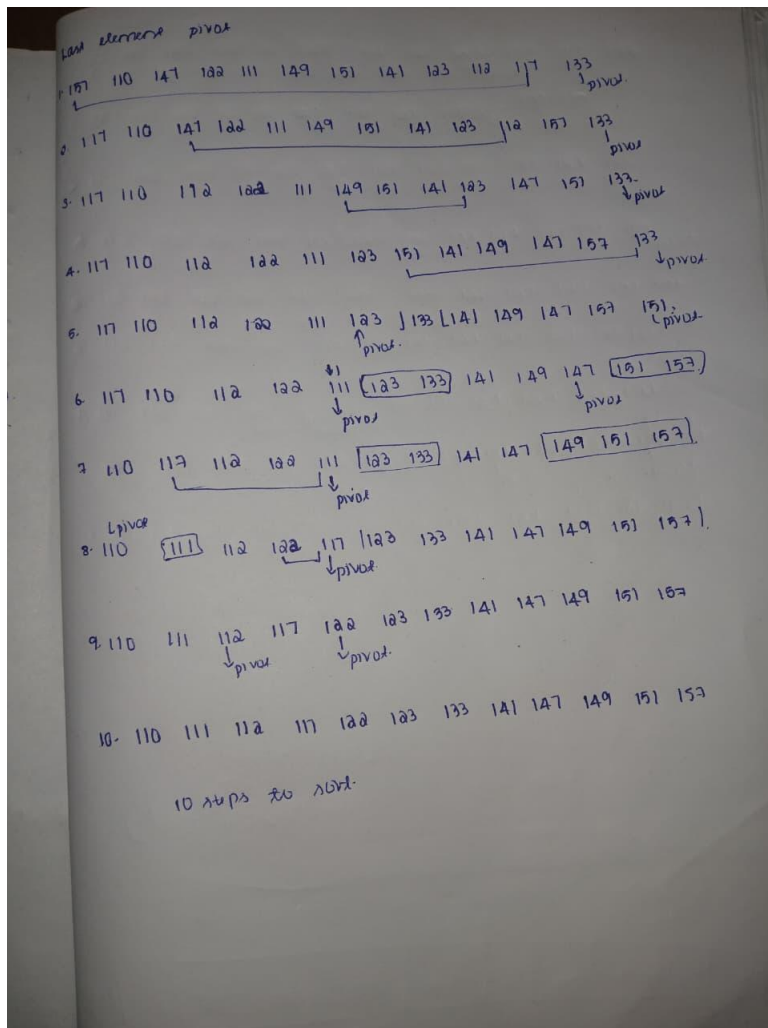 Last element pivot
1. 157 110 147 122 111 149 151 141 123 112 117 133
pivot.
2. 117 110 147 122 111 149 151 141 123 112 157 133
pivot
3. 117 110 112 122 111 149 151 141 123 147 157 133.
pivot
4. 117 110 112 122 111 123 151 141 149 147 157 133
pivot
5. 117 110 112 122 111 123 ] 133 [ 141 149 147 157 151.
pivot. pivot
6. 117 110 112 122 111 123 133 141 149 147 151 157
pivot pivot
7 110 117 112 122 111 123 133 141 147 149 151 157
pivot
pivot
8. 110 111 112 122 117 123 133 141 147 149 151 157
pivot.
9. 110 111 112 117 122 123 133 141 147 149 151 157
pivot pivot.
10. 110 111 112 117 122 123 133 141 147 149 151 157
10 steps to sort.